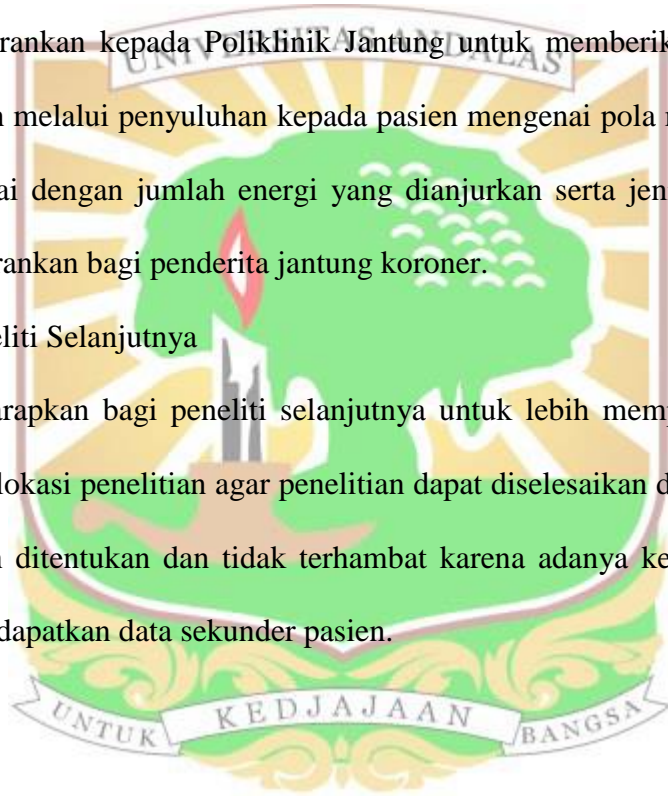 UNIVERSITAS ANDALAS
rankan kepada Poliklinik Jantung untuk memberik
n melalui penyuluhan kepada pasien mengenai pola
ai dengan jumlah energi yang dianjurkan serta jen
rankan bagi penderita jantung koroner.
eliti Selanjutnya
arapkan bagi peneliti selanjutnya untuk lebih memp
lokasi penelitian agar penelitian dapat diselesaikan d
n ditentukan dan tidak terhambat karena adanya ke
dapatkan data sekunder pasien.
UNTUK KEDJAJAAN BANGSA